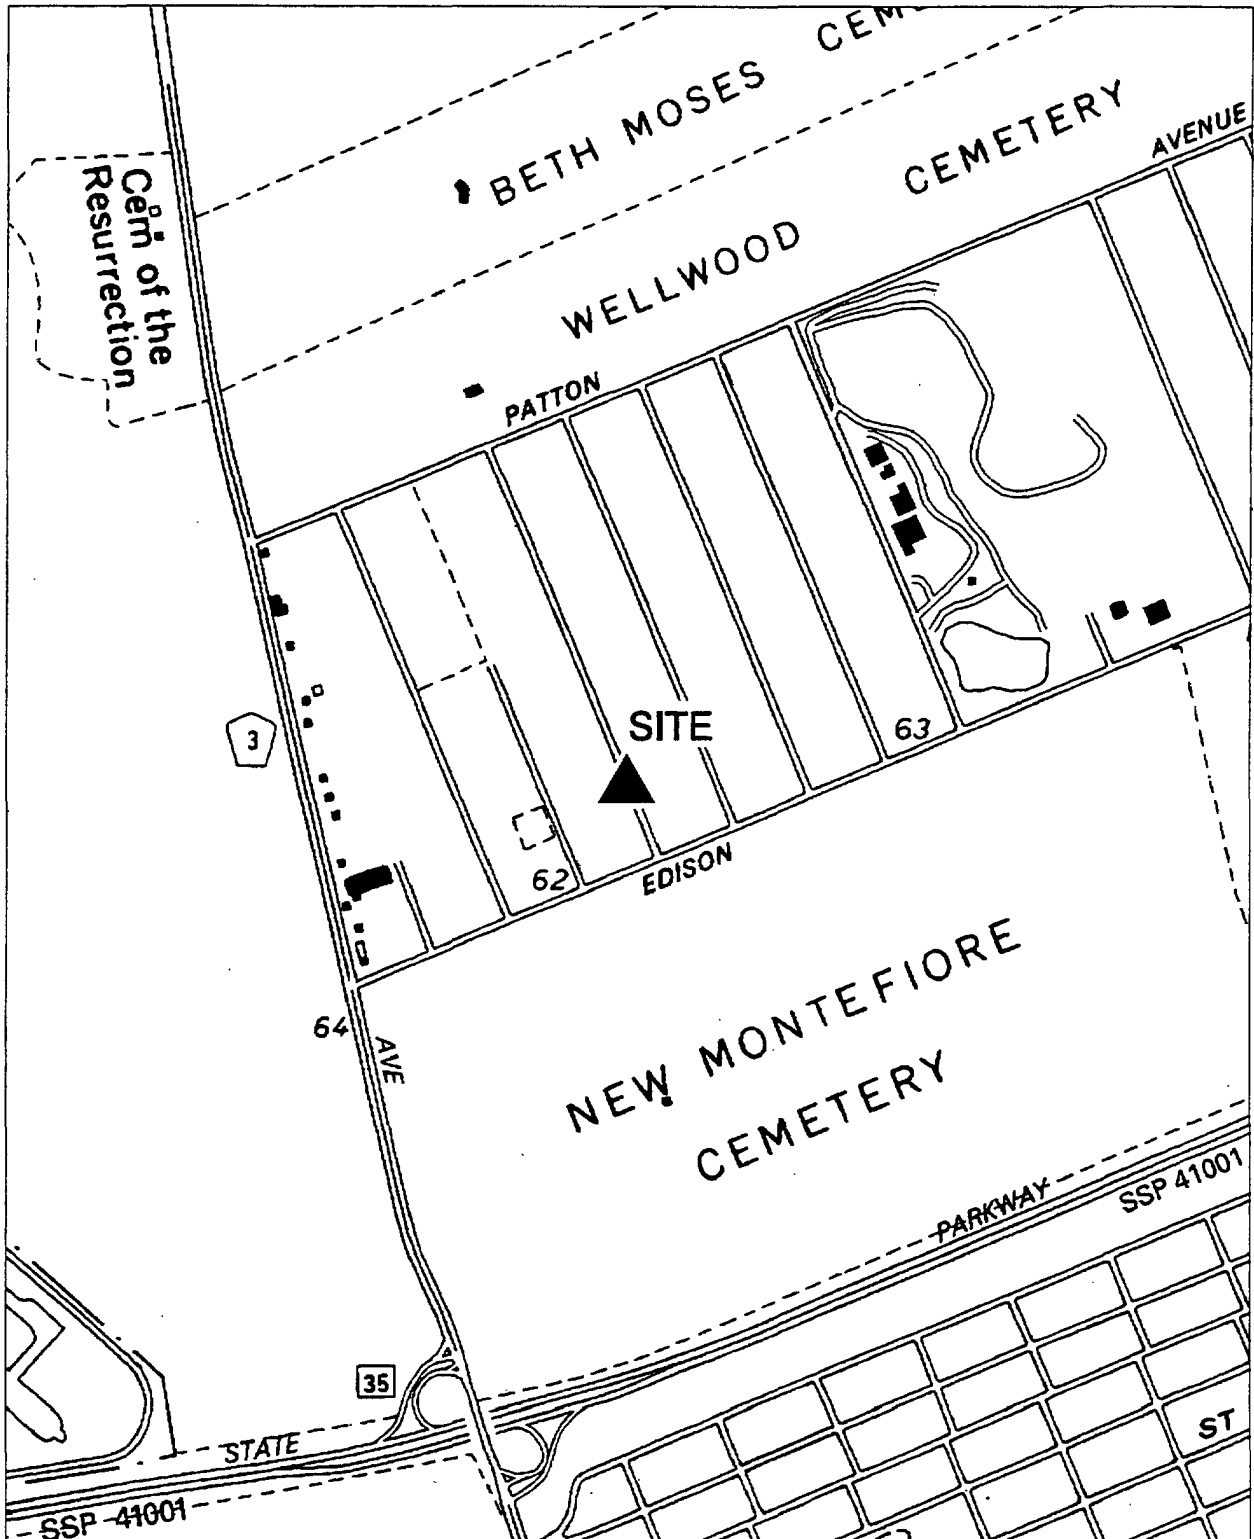 BETH MOSES CEME
WELLWOOD CEMETERY
Cem of the
Resurrection
PATTON AVENUE
SITE
3
63
62
EDISON
64
AVE
NEW MONTEFIORE
CEMETERY
PARKWAY
SSP 41001
35
STATE
SSP 41001
ST